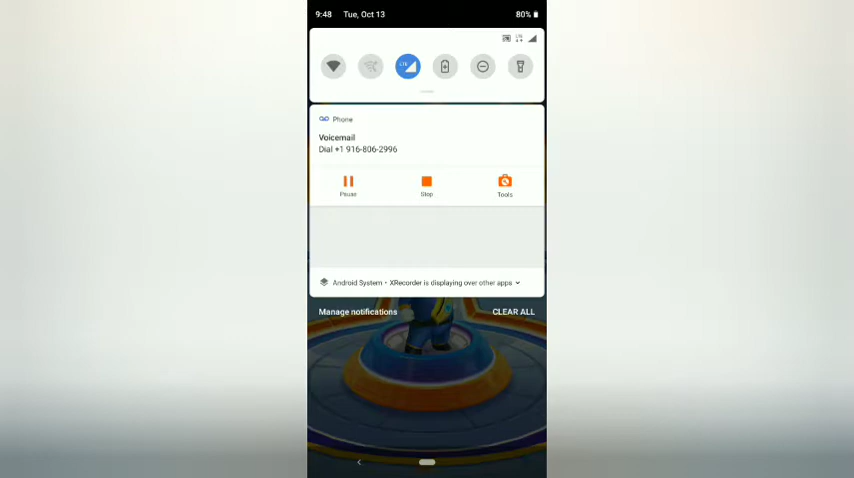 9:48 Tue, Oct 13 80%
LTE
Phone
Voicemail
Dial +1 916-806-2996
Pause Stop Tools
Android System • XRecorder is displaying over other apps
Manage notifications CLEAR ALL